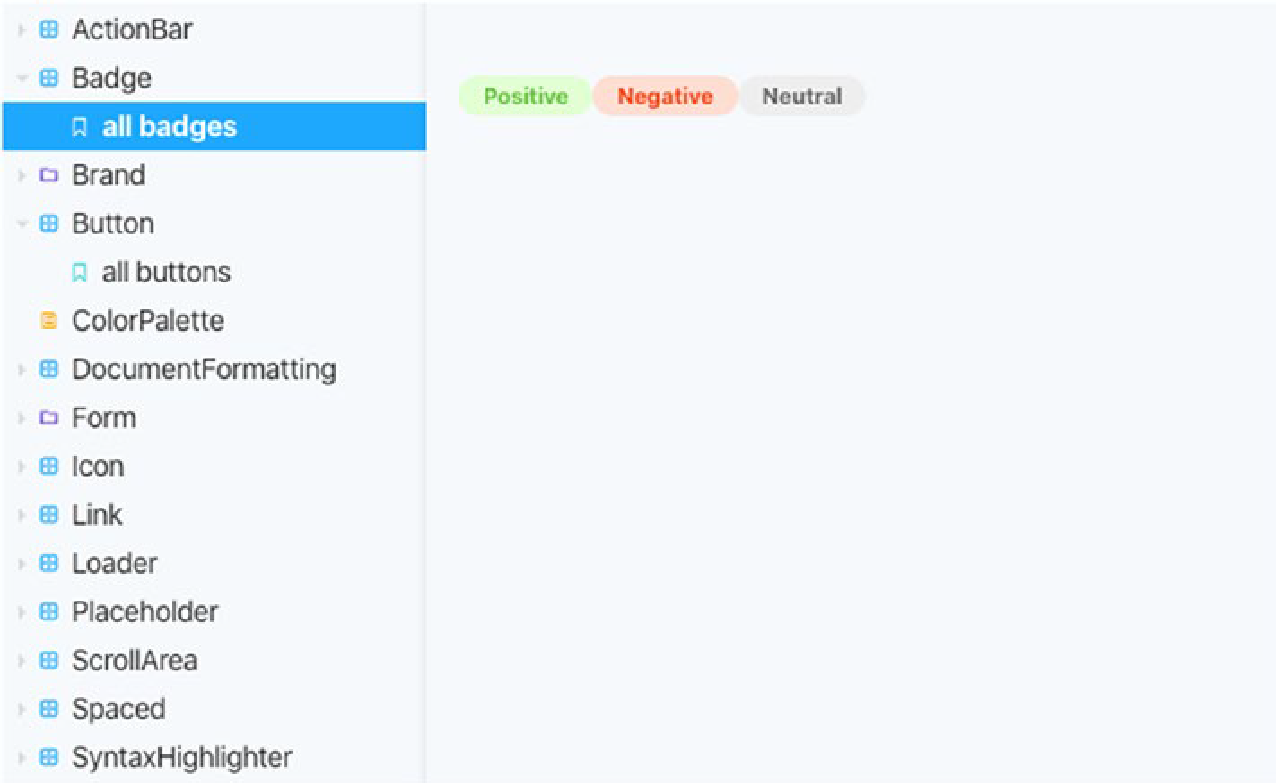 ActionBar
Badge
all badges
Brand
Button
all buttons
ColorPalette
DocumentFormatting
Form
Icon
Link
Loader
Placeholder
ScrollArea
Spaced
SyntaxHighlighter
Positive Negative Neutral